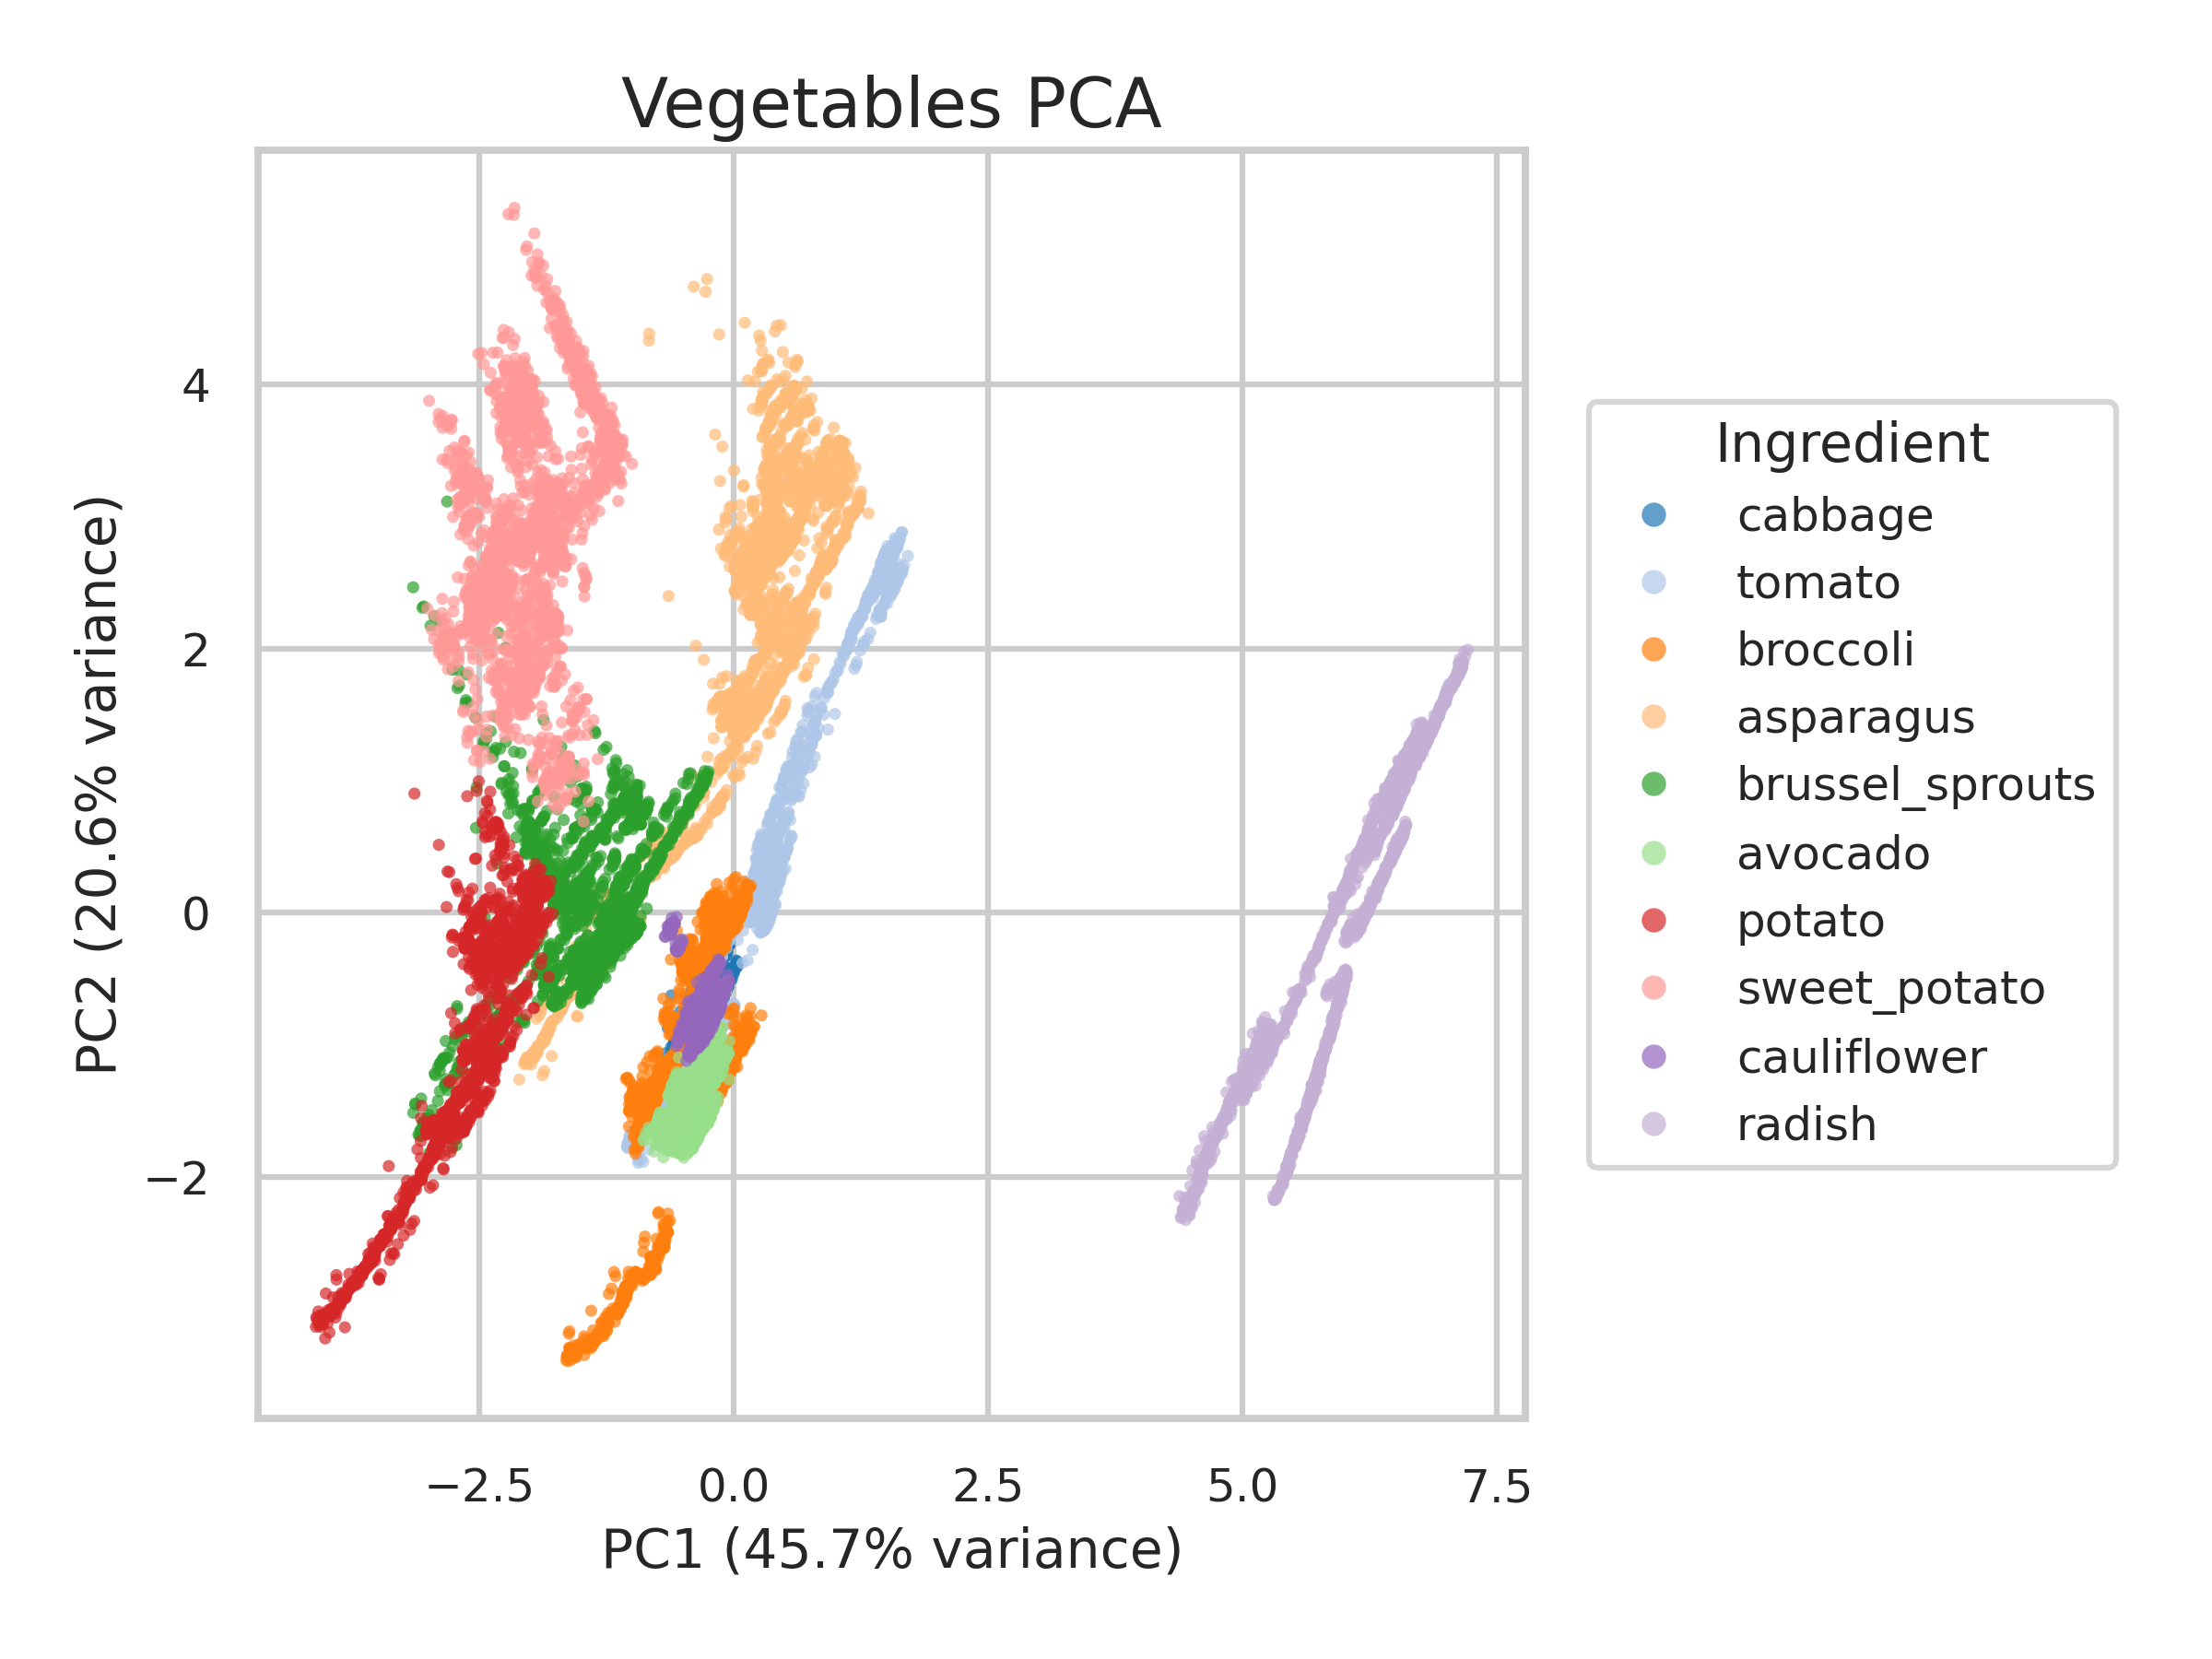 Vegetables PCA
PC2 (20.6% variance)
4
2
0
−2
−2.5
0.0
2.5
5.0
7.5
PC1 (45.7% variance)
Ingredient
cabbage
tomato
broccoli
asparagus
brussel_sprouts
avocado
potato
sweet_potato
cauliflower
radish